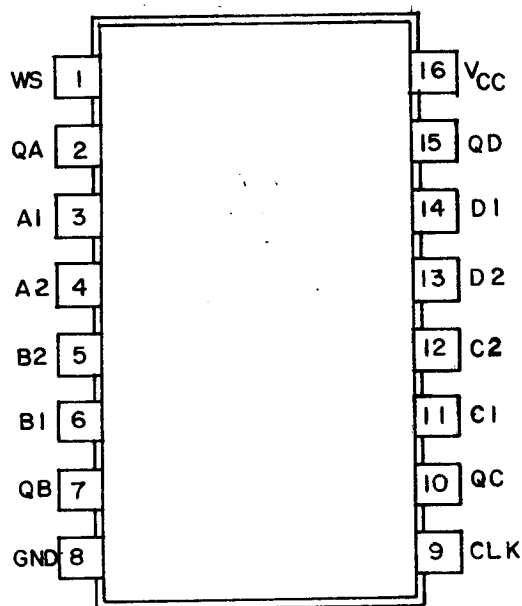 WS 1 16 VCC
QA 2 15 QD
A1 3 14 D1
A2 4 13 D2
B2 5 12 C2
B1 6 11 C1
QB 7 10 QC
GND 8 9 CLK